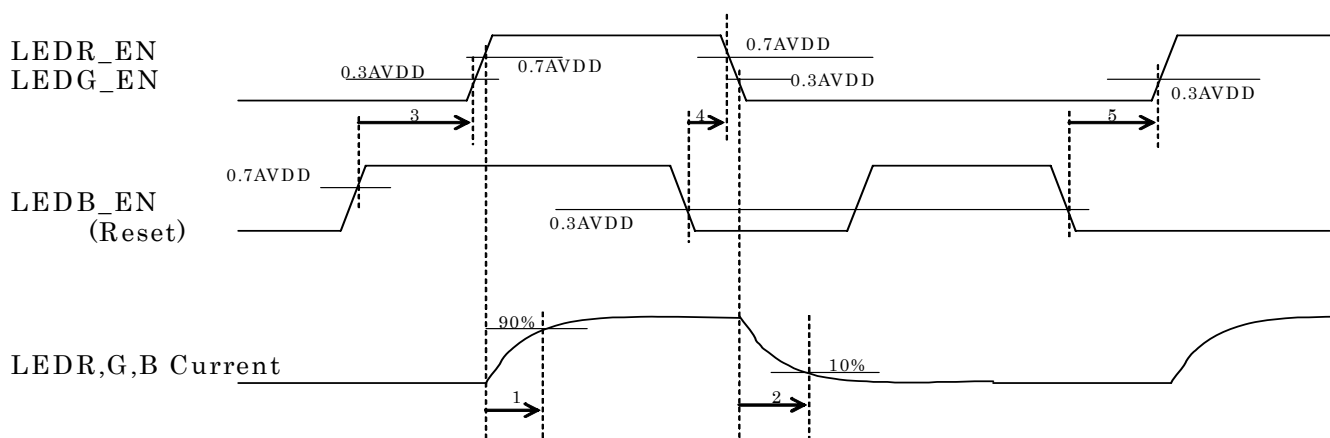 LEDR_EN
0.7AVDD
0.7AVDD
0.3AVDD
LEDG_EN
0.3AVDD
0.3AVDD
3
4
5
0.7AVDD
LEDB_EN
0.3AVDD
(Reset)
90%
LEDR,G,B Current
10%
1
2